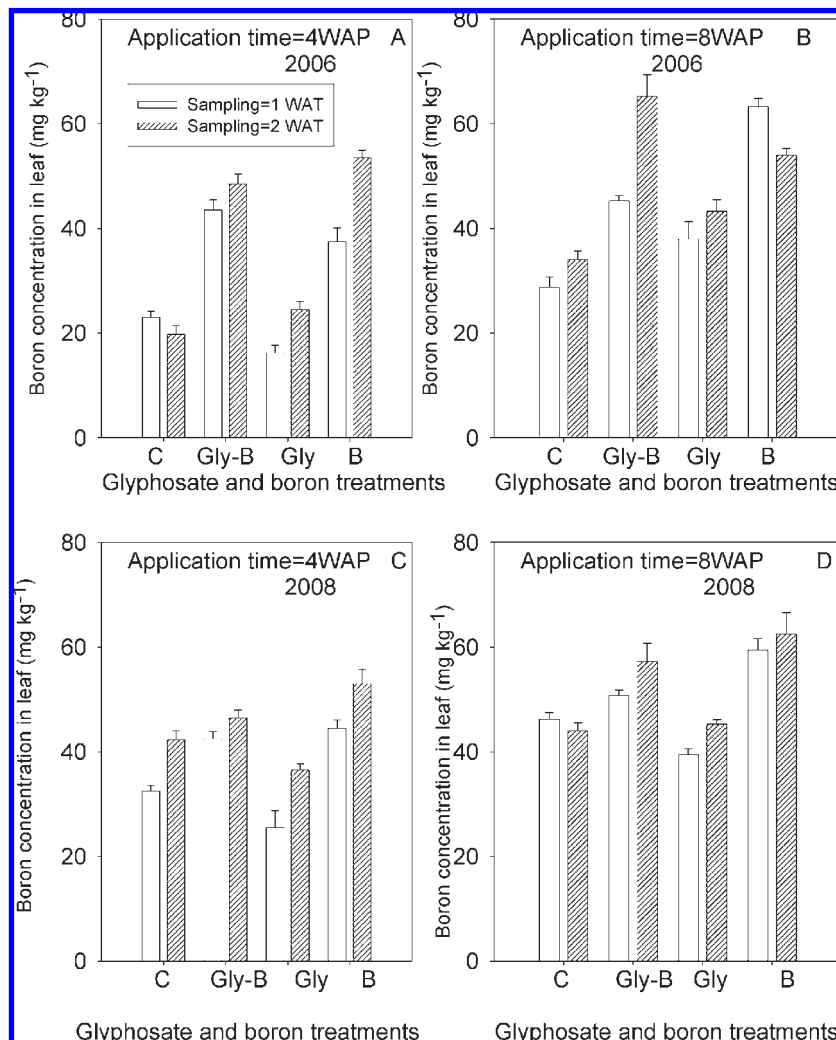 80
60
40
20
0
Boron concentration in leaf (mg kg⁻¹)
Application time=4WAP A
2006
Sampling=1 WAT
Sampling=2 WAT
C Gly-B Gly B
Glyphosate and boron treatments
80
60
40
20
0
Boron concentration in leaf (mg kg⁻¹)
Application time=8WAP B
2006
C Gly-B Gly B
Glyphosate and boron treatments
80
60
40
20
0
Boron concentration in leaf (mg kg⁻¹)
Application time=4WAP C
2008
C Gly-B Gly B
Glyphosate and boron treatments
80
60
40
20
0
Boron concentration in leaf (mg kg⁻¹)
Application time=8WAP D
2008
C Gly-B Gly B
Glyphosate and boron treatments